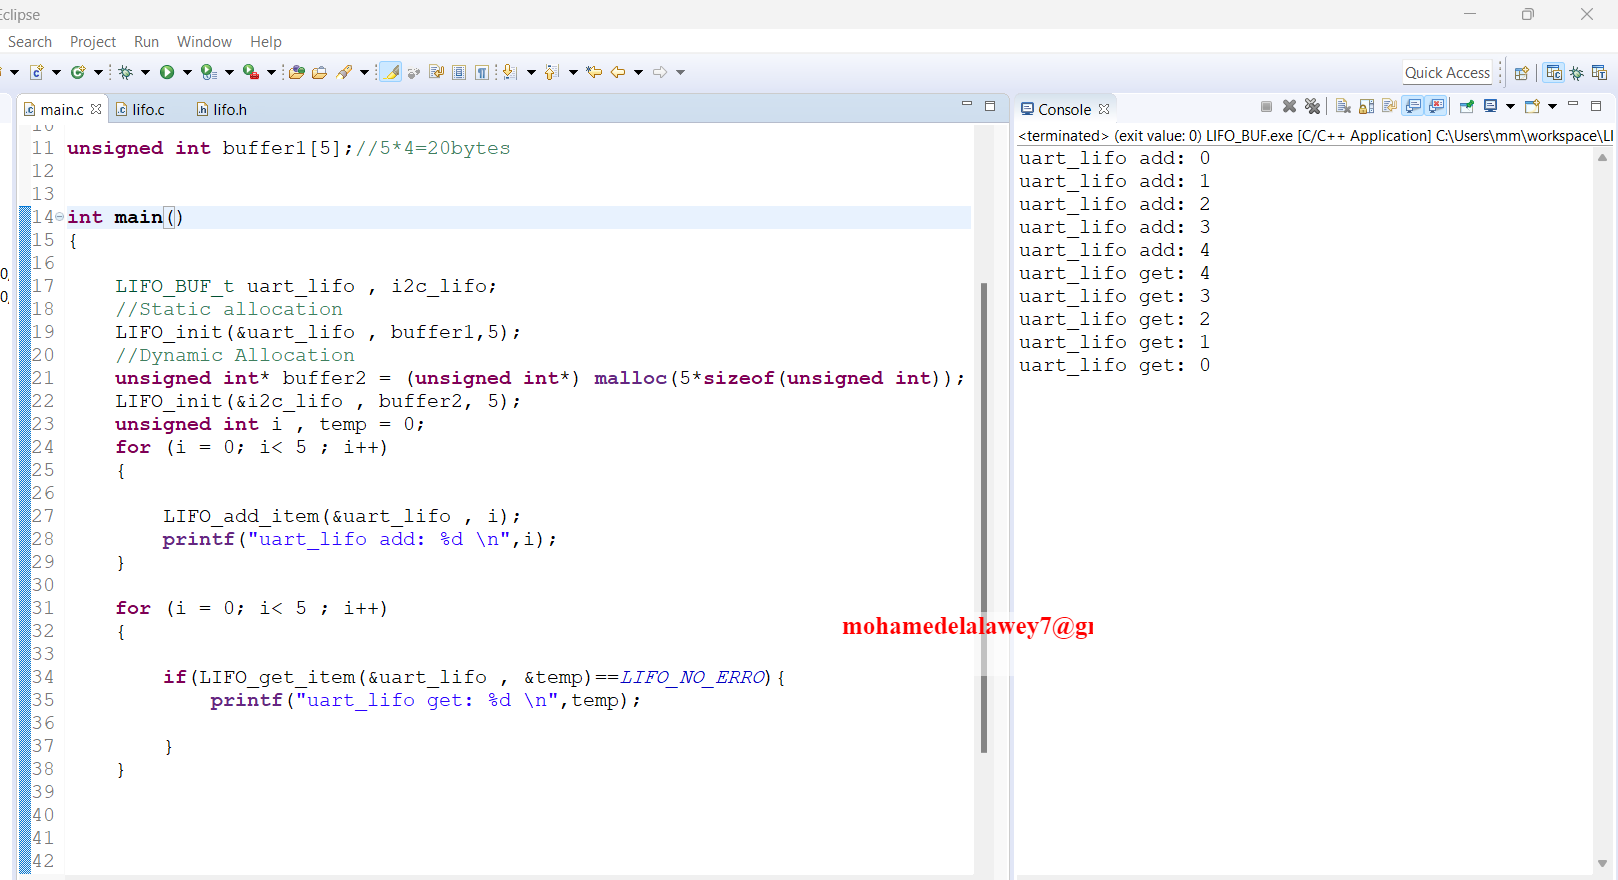 Eclipse
Search Project Run Window Help
Quick Access
main.c lifo.c lifo.h
11 unsigned int buffer1[5];//5*4=20bytes
12
13
14 int main()
15 {
16
17 LIFO_BUF_t uart_lifo , i2c_lifo;
18 //Static allocation
19 LIFO_init(&uart_lifo , buffer1,5);
20 //Dynamic Allocation
21 unsigned int* buffer2 = (unsigned int*) malloc(5*sizeof(unsigned int));
22 LIFO_init(&i2c_lifo , buffer2, 5);
23 unsigned int i , temp = 0;
24 for (i = 0; i< 5 ; i++)
25 {
26
27 LIFO_add_item(&uart_lifo , i);
28 printf("uart_lifo add: %d \n",i);
29 }
30
31 for (i = 0; i< 5 ; i++)
32 {
33
34 if(LIFO_get_item(&uart_lifo , &temp)==LIFO_NO_ERRO){
35 printf("uart_lifo get: %d \n",temp);
36
37 }
38 }
39
40
41
42
mohamedelalawey7@g
Console
<terminated> (exit value: 0) LIFO_BUF.exe [C/C++ Application] C:\Users\mm\workspace\LI
uart_lifo add: 0
uart_lifo add: 1
uart_lifo add: 2
uart_lifo add: 3
uart_lifo add: 4
uart_lifo get: 4
uart_lifo get: 3
uart_lifo get: 2
uart_lifo get: 1
uart_lifo get: 0